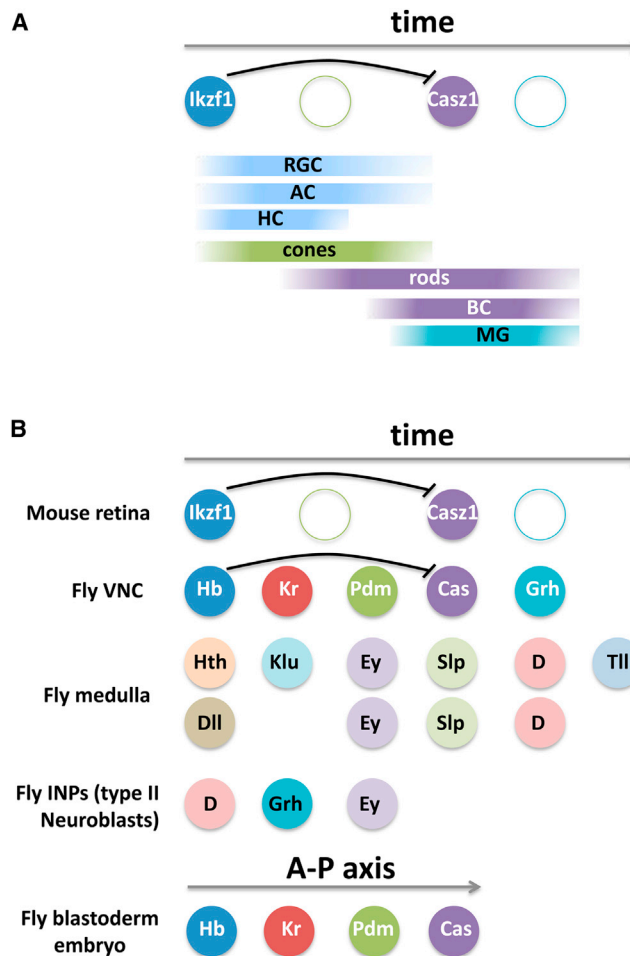 A
time
Ikzf1 Casz1
RGC
AC
HC
cones
rods
BC
MG
B
time
Mouse retina Ikzf1 Casz1
Fly VNC Hb Kr Pdm Cas Grh
Hth Klu Ey Slp D Tll
Fly medulla
Dll Ey Slp D
Fly INPs (type II
Neuroblasts)
D Grh Ey
A-P axis
Fly blastoderm
embryo
Hb Kr Pdm Cas